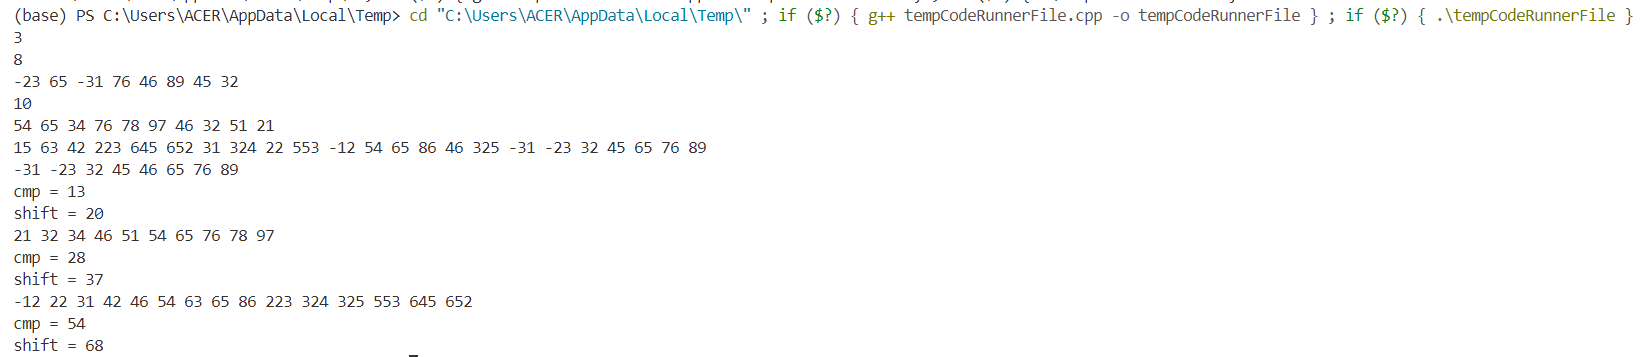 (base) PS C:\Users\ACER\AppData\Local\Temp> cd "C:\Users\ACER\AppData\Local\Temp\" ; if ($?) { g++ tempCodeRunnerFile.cpp -o tempCodeRunnerFile } ; if ($?) { .\tempCodeRunnerFile }
3
8
-23 65 -31 76 46 89 45 32
10
54 65 34 76 78 97 46 32 51 21
15 63 42 223 645 652 31 324 22 553 -12 54 65 86 46 325 -31 -23 32 45 65 76 89
-31 -23 32 45 46 65 76 89
cmp = 13
shift = 20
21 32 34 46 51 54 65 76 78 97
cmp = 28
shift = 37
-12 22 31 42 46 54 63 65 86 223 324 325 553 645 652
cmp = 54
shift = 68